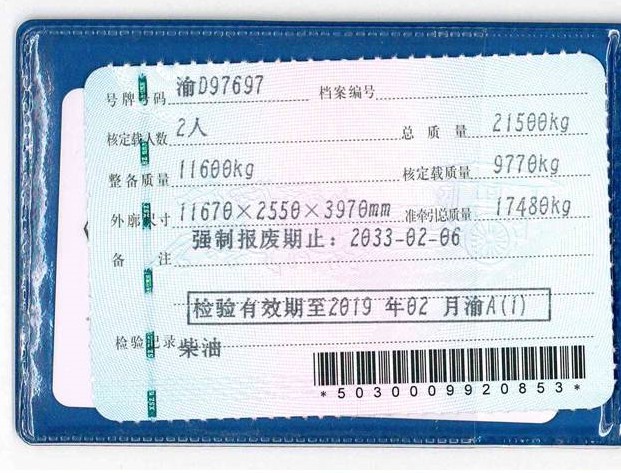 号牌号码 渝D97697 档案编号
核定载人数 2人 总质量 21500kg
整备质量 11600kg 核定载质量 9770kg
外廓尺寸 11670×2550×3970mm 准牵引总质量 17480kg
强制报废期止：2033-02-06
备注
检验有效期至2019年02月渝A(1)
检验记录 柴油
*5030009920853*